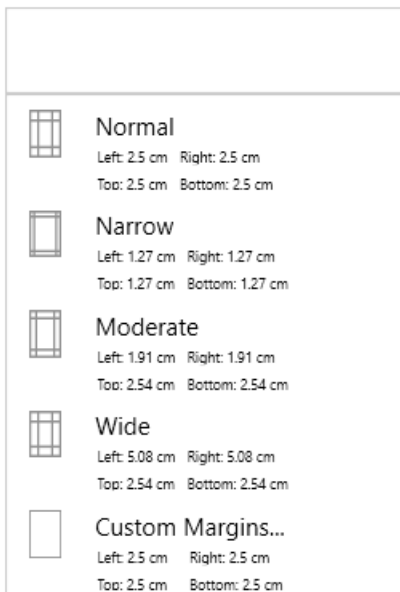 Normal
Left: 2.5 cm Right: 2.5 cm
Top: 2.5 cm Bottom: 2.5 cm
Narrow
Left: 1.27 cm Right: 1.27 cm
Top: 1.27 cm Bottom: 1.27 cm
Moderate
Left: 1.91 cm Right: 1.91 cm
Top: 2.54 cm Bottom: 2.54 cm
Wide
Left: 5.08 cm Right: 5.08 cm
Top: 2.54 cm Bottom: 2.54 cm
Custom Margins...
Left: 2.5 cm Right: 2.5 cm
Top: 2.5 cm Bottom: 2.5 cm